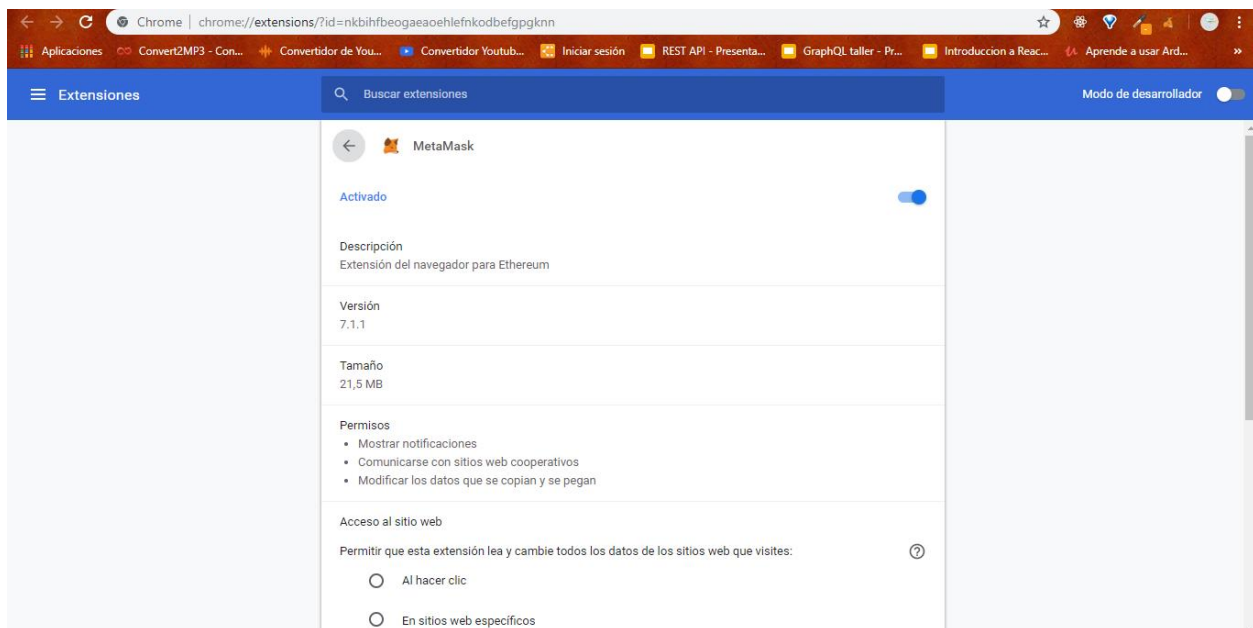 Chrome | chrome://extensions/?id=nkbihfbeogaeaoehlefnkodbefgpgknn
Aplicaciones Convert2MP3 - Con... Convertidor de You... Convertidor Youtub... Iniciar sesión REST API - Presenta... GraphQL taller - Pr... Introduccion a Reac... Aprende a usar Ard... »
Extensiones Buscar extensiones Modo de desarrollador
MetaMask
Activado
Descripción
Extensión del navegador para Ethereum
Versión
7.1.1
Tamaño
21,5 MB
Permisos
• Mostrar notificaciones
• Comunicarse con sitios web cooperativos
• Modificar los datos que se copian y se pegan
Acceso al sitio web
Permitir que esta extensión lea y cambie todos los datos de los sitios web que visites:
Al hacer clic
En sitios web específicos